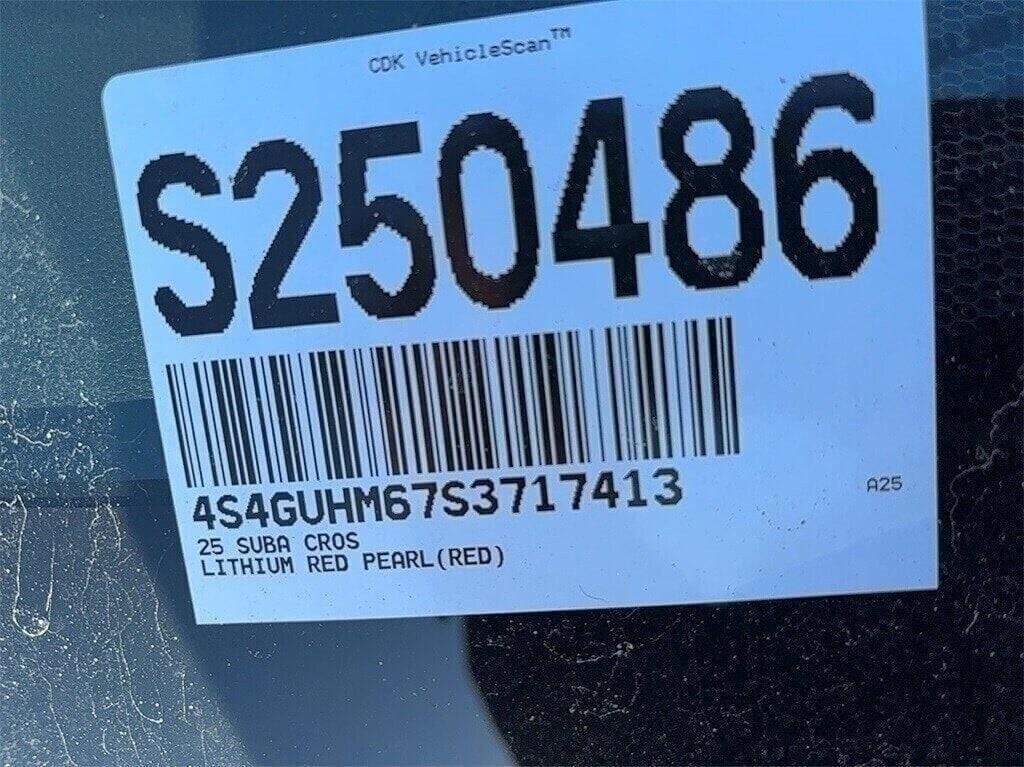 CDK VehicleScan™
S250486
4S4GUHM67S3717413
A25
25 SUBA CROS
LITHIUM RED PEARL(RED)